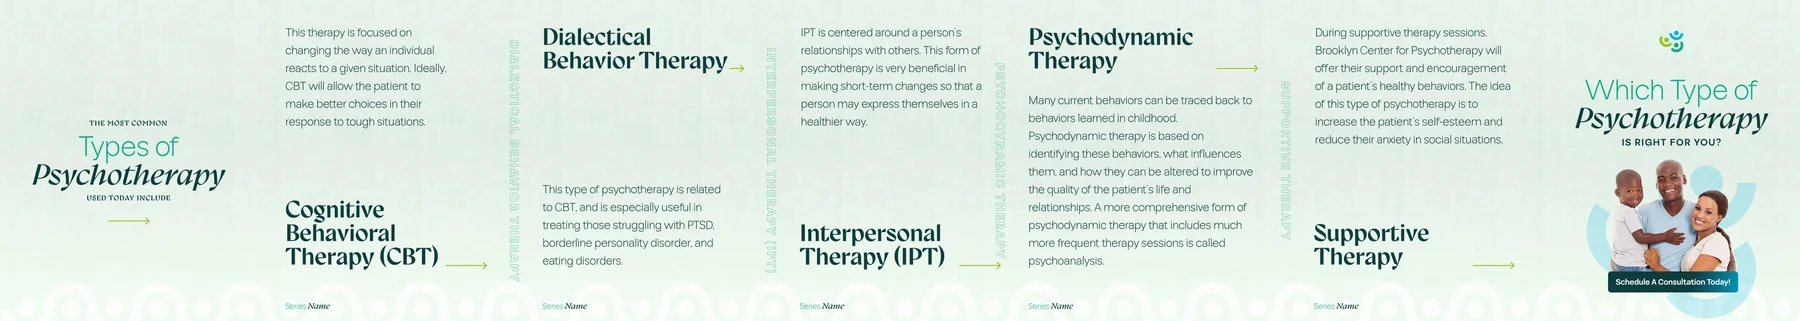 THE MOST COMMON
Types of
Psychotherapy
USED TODAY INCLUDE
This therapy is focused on
changing the way an individual
reacts to a given situation. Ideally,
CBT will allow the patient to
make better choices in their
response to tough situations.
Cognitive
Behavioral
Therapy (CBT)
Series Name
DIALECTICAL BEHAVIOR THERAPY
Dialectical
Behavior Therapy
This type of psychotherapy is related
to CBT, and is especially useful in
treating those struggling with PTSD,
borderline personality disorder, and
eating disorders.
Series Name
INTERPERSONAL THERAPY (IPT)
IPT is centered around a person's
relationships with others. This form of
psychotherapy is very beneficial in
making short-term changes so that a
person may express themselves in a
healthier way.
Interpersonal
Therapy (IPT)
PSYCHODYNAMIC THERAPY
Psychodynamic
Therapy
Many current behaviors can be traced back to
behaviors learned in childhood.
Psychodynamic therapy is based on
identifying these behaviors, what influences
them, and how they can be altered to improve
the quality of the patient's life and
relationships. A more comprehensive form of
psychodynamic therapy that includes much
more frequent therapy sessions is called
psychoanalysis.
Series Name
SUPPORTIVE THERAPY
During supportive therapy sessions,
Brooklyn Center for Psychotherapy will
offer their support and encouragement
of a patient's healthy behaviors. The idea
of this type of psychotherapy is to
increase the patient's self-esteem and
reduce their anxiety in social situations.
Supportive
Therapy
Series Name
Which Type of
Psychotherapy
IS RIGHT FOR YOU?
Schedule A Consultation Today!